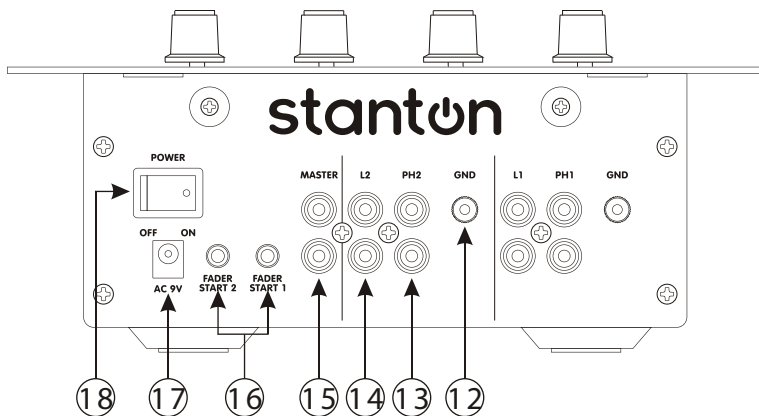 stanton
POWER
OFF ON
AC 9V
FADER
START 2
FADER
START 1
MASTER
L2
PH2
GND
L1
PH1
GND
18
17
16
15
14
13
12